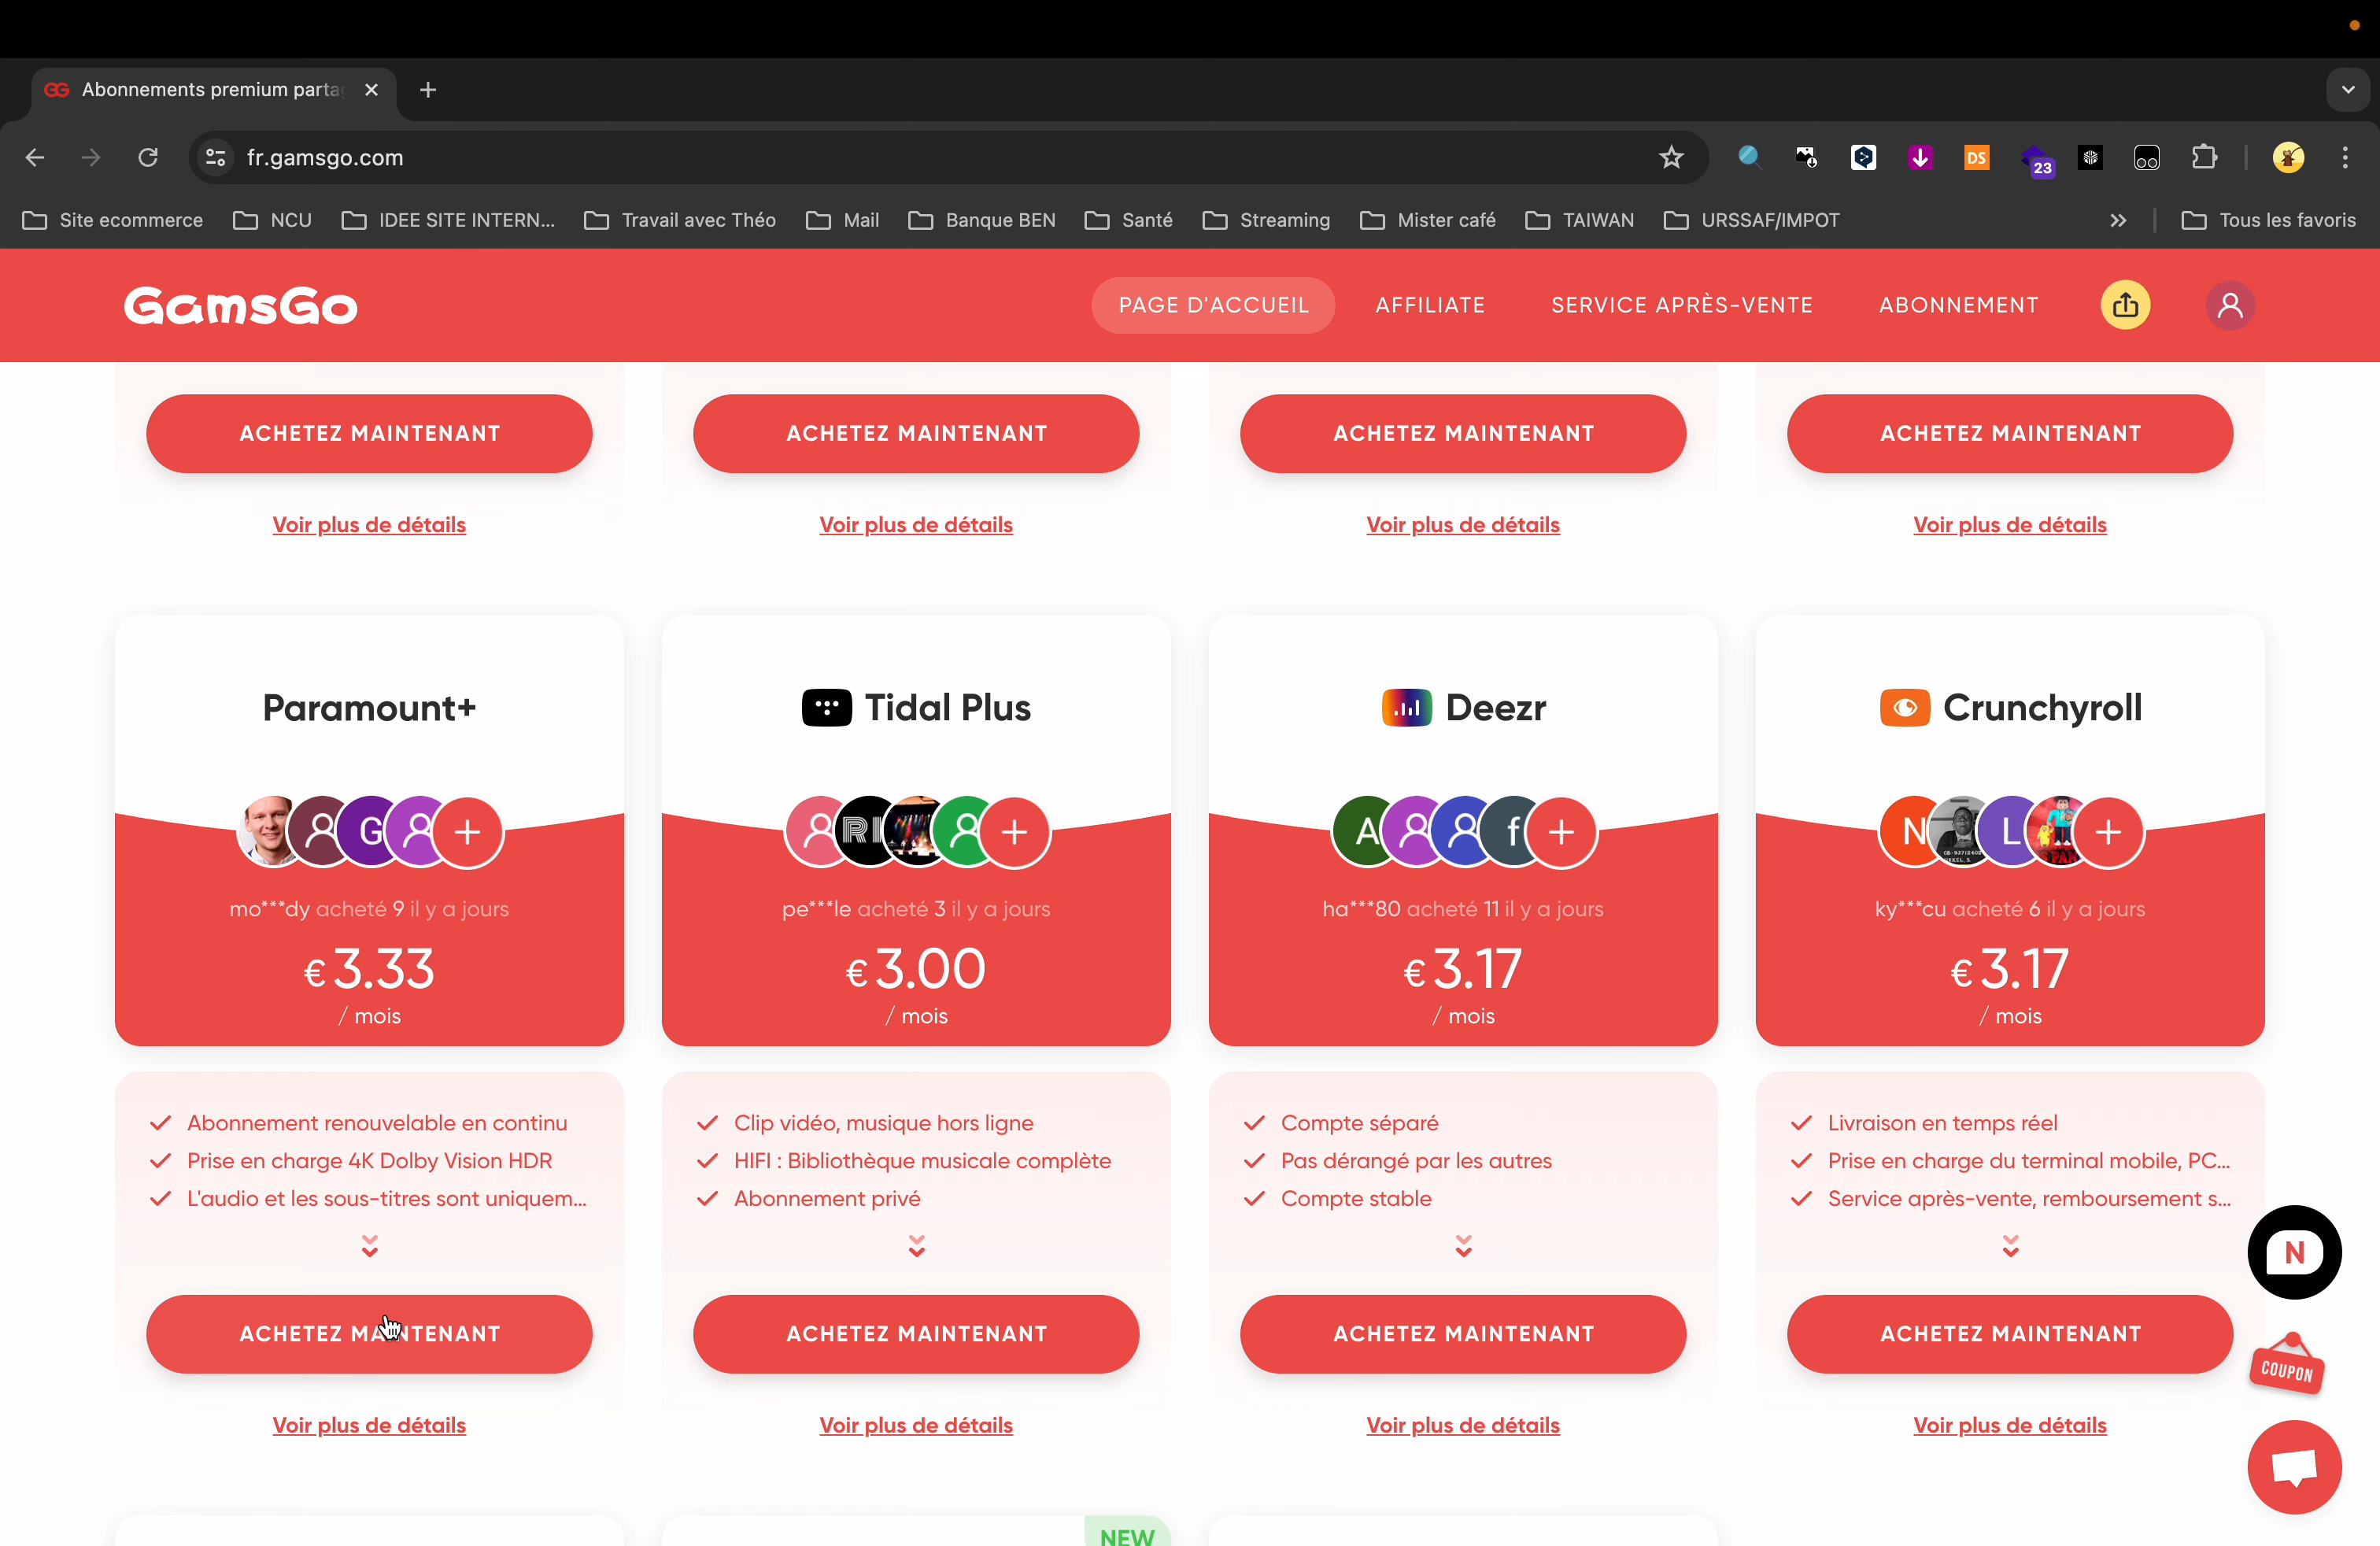 Abonnements premium parta
fr.gamsgo.com
DS
23
Site ecommerce
NCU
IDEE SITE INTERN...
Travail avec Théo
Mail
Banque BEN
Santé
Streaming
Mister café
TAIWAN
URSSAF/IMPOT
Tous les favoris
GamsGo
PAGE D'ACCUEIL
AFFILIATE
SERVICE APRÈS-VENTE
ABONNEMENT
ACHETEZ MAINTENANT
ACHETEZ MAINTENANT
ACHETEZ MAINTENANT
ACHETEZ MAINTENANT
Voir plus de détails
Voir plus de détails
Voir plus de détails
Voir plus de détails
Paramount+
G
mo***dy acheté 9 il y a jours
€ 3.33
/ mois
Abonnement renouvelable en continu
Prise en charge 4K Dolby Vision HDR
L'audio et les sous-titres sont uniquem...
ACHETEZ MAINTENANT
Voir plus de détails
Tidal Plus
pe***le acheté 3 il y a jours
€ 3.00
/ mois
Clip vidéo, musique hors ligne
HIFI : Bibliothèque musicale complète
Abonnement privé
ACHETEZ MAINTENANT
Voir plus de détails
Deezr
A
f
ha***80 acheté 11 il y a jours
€ 3.17
/ mois
Compte séparé
Pas dérangé par les autres
Compte stable
ACHETEZ MAINTENANT
Voir plus de détails
Crunchyroll
N
L
ky***cu acheté 6 il y a jours
€ 3.17
/ mois
Livraison en temps réel
Prise en charge du terminal mobile, PC...
Service après-vente, remboursement s...
ACHETEZ MAINTENANT
Voir plus de détails
N
COUPON
NEW